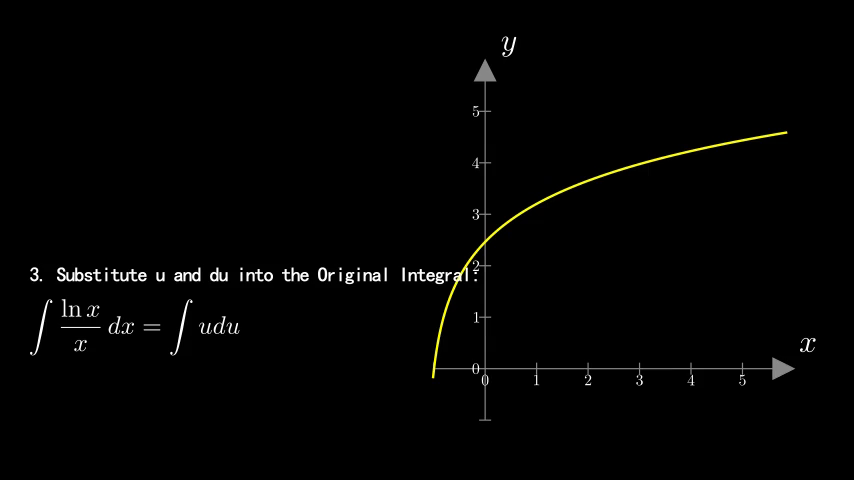 y
5
4
3
2
1
0
0 1 2 3 4 5
x
3. Substitute u and du into the Original Integral:
∫ ln x / x dx = ∫ udu